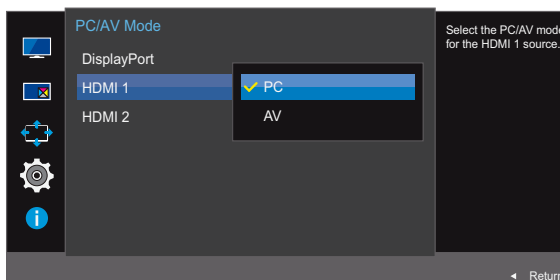 PC/AV Mode
DisplayPort
HDMI 1
HDMI 2
PC
AV
Select the PC/AV mode
for the HDMI 1 source.
Return